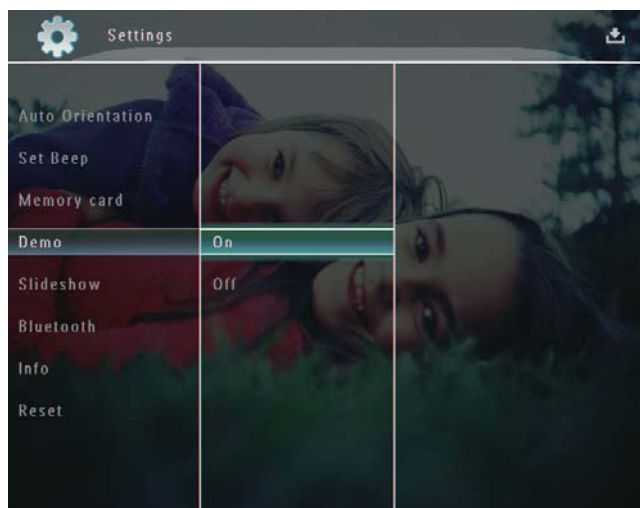 Settings
Auto Orientation
Set Beep
Memory card
Demo On
Slideshow Off
Bluetooth
Info
Reset